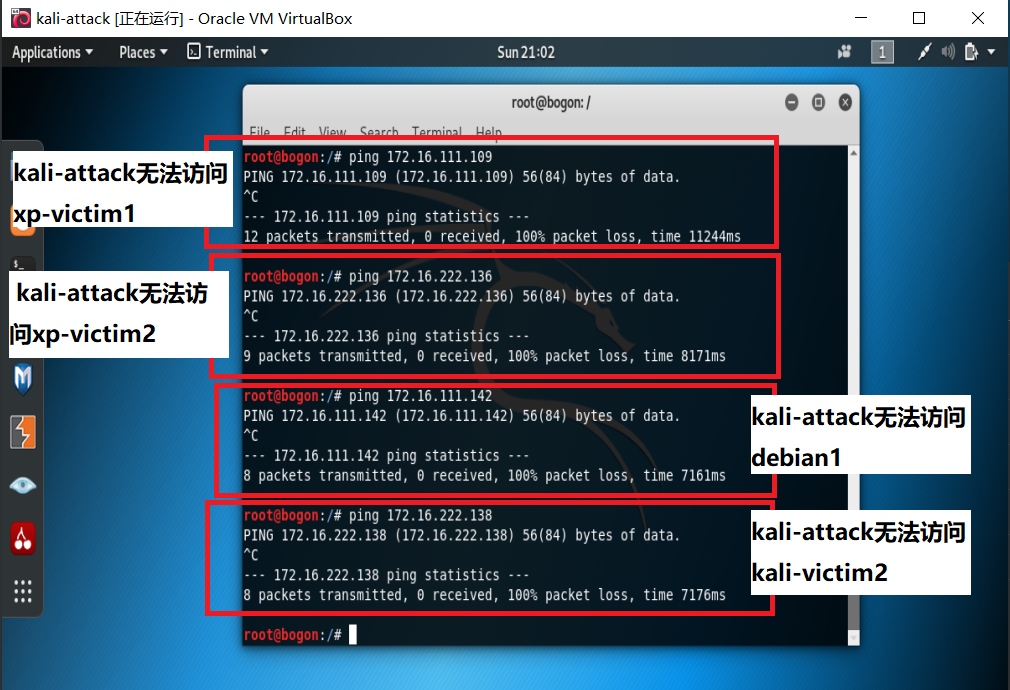 kali-attack [正在运行] - Oracle VM VirtualBox
Applications Places Terminal Sun 21:02 1
root@bogon: /
File Edit View Search Terminal Help
root@bogon:/# ping 172.16.111.109
PING 172.16.111.109 (172.16.111.109) 56(84) bytes of data.
^C
--- 172.16.111.109 ping statistics ---
12 packets transmitted, 0 received, 100% packet loss, time 11244ms
kali-attack无法访问
xp-victim1
root@bogon:/# ping 172.16.222.136
PING 172.16.222.136 (172.16.222.136) 56(84) bytes of data.
^C
--- 172.16.222.136 ping statistics ---
9 packets transmitted, 0 received, 100% packet loss, time 8171ms
kali-attack无法访
问xp-victim2
root@bogon:/# ping 172.16.111.142
PING 172.16.111.142 (172.16.111.142) 56(84) bytes of data.
^C
--- 172.16.111.142 ping statistics ---
8 packets transmitted, 0 received, 100% packet loss, time 7161ms
kali-attack无法访问
debian1
root@bogon:/# ping 172.16.222.138
PING 172.16.222.138 (172.16.222.138) 56(84) bytes of data.
^C
--- 172.16.222.138 ping statistics ---
8 packets transmitted, 0 received, 100% packet loss, time 7176ms
kali-attack无法访问
kali-victim2
root@bogon:/#